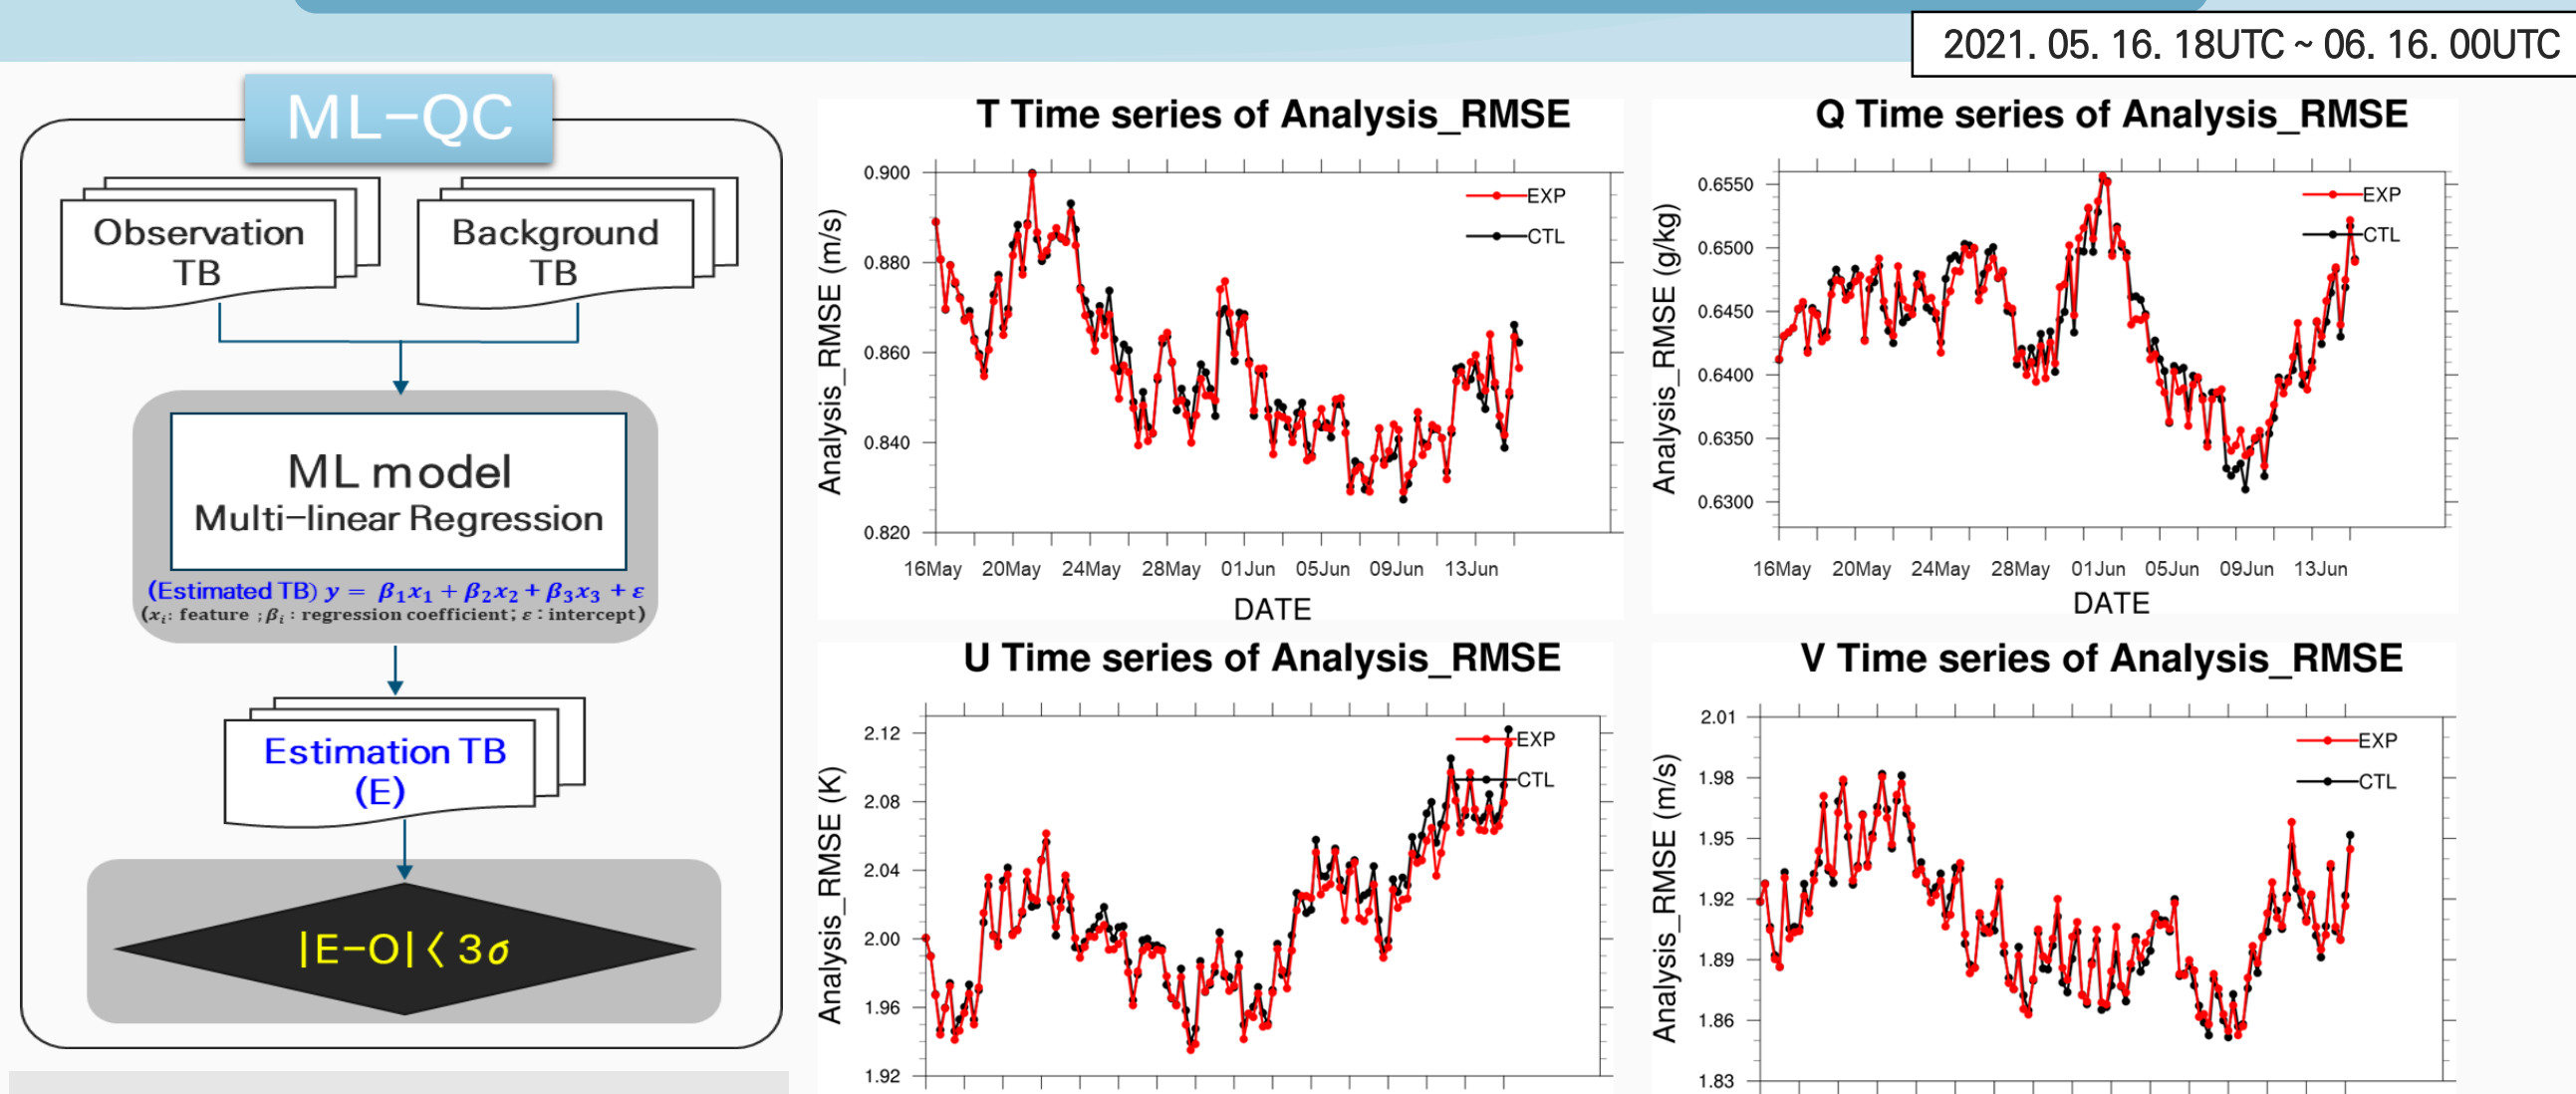 2021. 05. 16. 18UTC ~ 06. 16. 00UTC
ML-QC
Observation
TB
Background
TB
ML model
Multi-linear Regression
(Estimated TB) y = β₁x₁ + β₂x₂ + β₃x₃ + ε
(xᵢ: feature ; βᵢ : regression coefficient; ε : intercept)
Estimation TB
(E)
|E-O| < 3σ
T Time series of Analysis_RMSE
Analysis_RMSE (m/s)
0.900
0.880
0.860
0.840
0.820
EXP
CTL
16May 20May 24May 28May 01Jun 05Jun 09Jun 13Jun
DATE
Q Time series of Analysis_RMSE
Analysis_RMSE (g/kg)
0.6550
0.6500
0.6450
0.6400
0.6350
0.6300
EXP
CTL
16May 20May 24May 28May 01Jun 05Jun 09Jun 13Jun
DATE
U Time series of Analysis_RMSE
Analysis_RMSE (K)
2.12
2.08
2.04
2.00
1.96
1.92
EXP
CTL
V Time series of Analysis_RMSE
Analysis_RMSE (m/s)
2.01
1.98
1.95
1.92
1.89
1.86
1.83
EXP
CTL